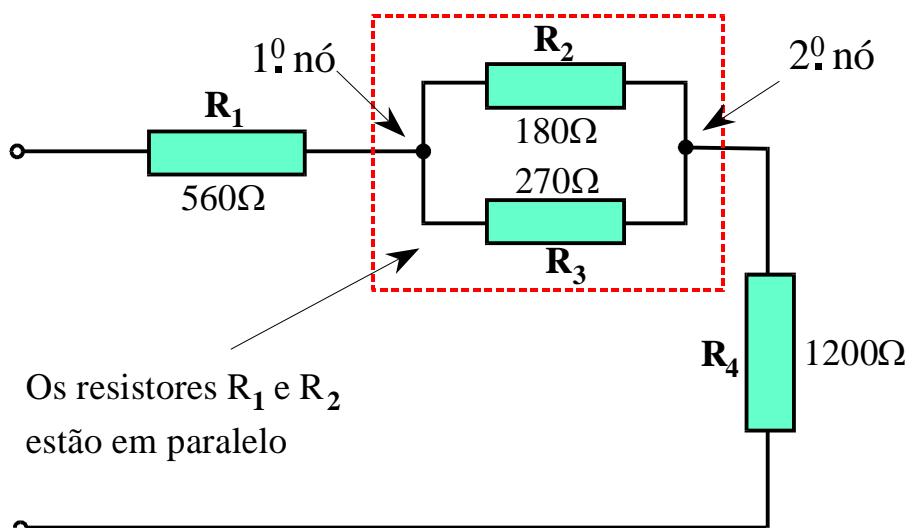 1º nó
R₂
2º nó
R₁
180Ω
560Ω
270Ω
R₃
R₄
1200Ω
Os resistores R₁ e R₂
estão em paralelo